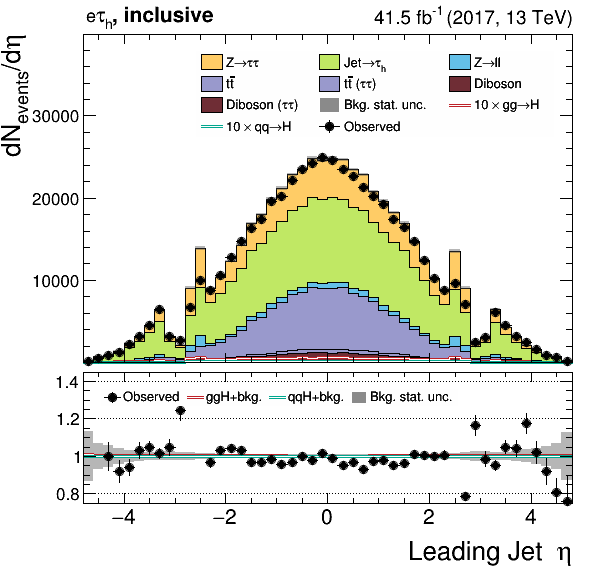 eτh, inclusive 41.5 fb⁻¹ (2017, 13 TeV)
dNevents/dη
Z→ττ Jet→τh Z→ll
tt̄ tt̄ (ττ) Diboson
Diboson (ττ) Bkg. stat. unc. 10 × gg→H
10 × qq→H Observed
30000
20000
10000
1.4
Observed ggH+bkg. qqH+bkg. Bkg. stat. unc.
1.2
1
0.8
−4 −2 0 2 4
Leading Jet η